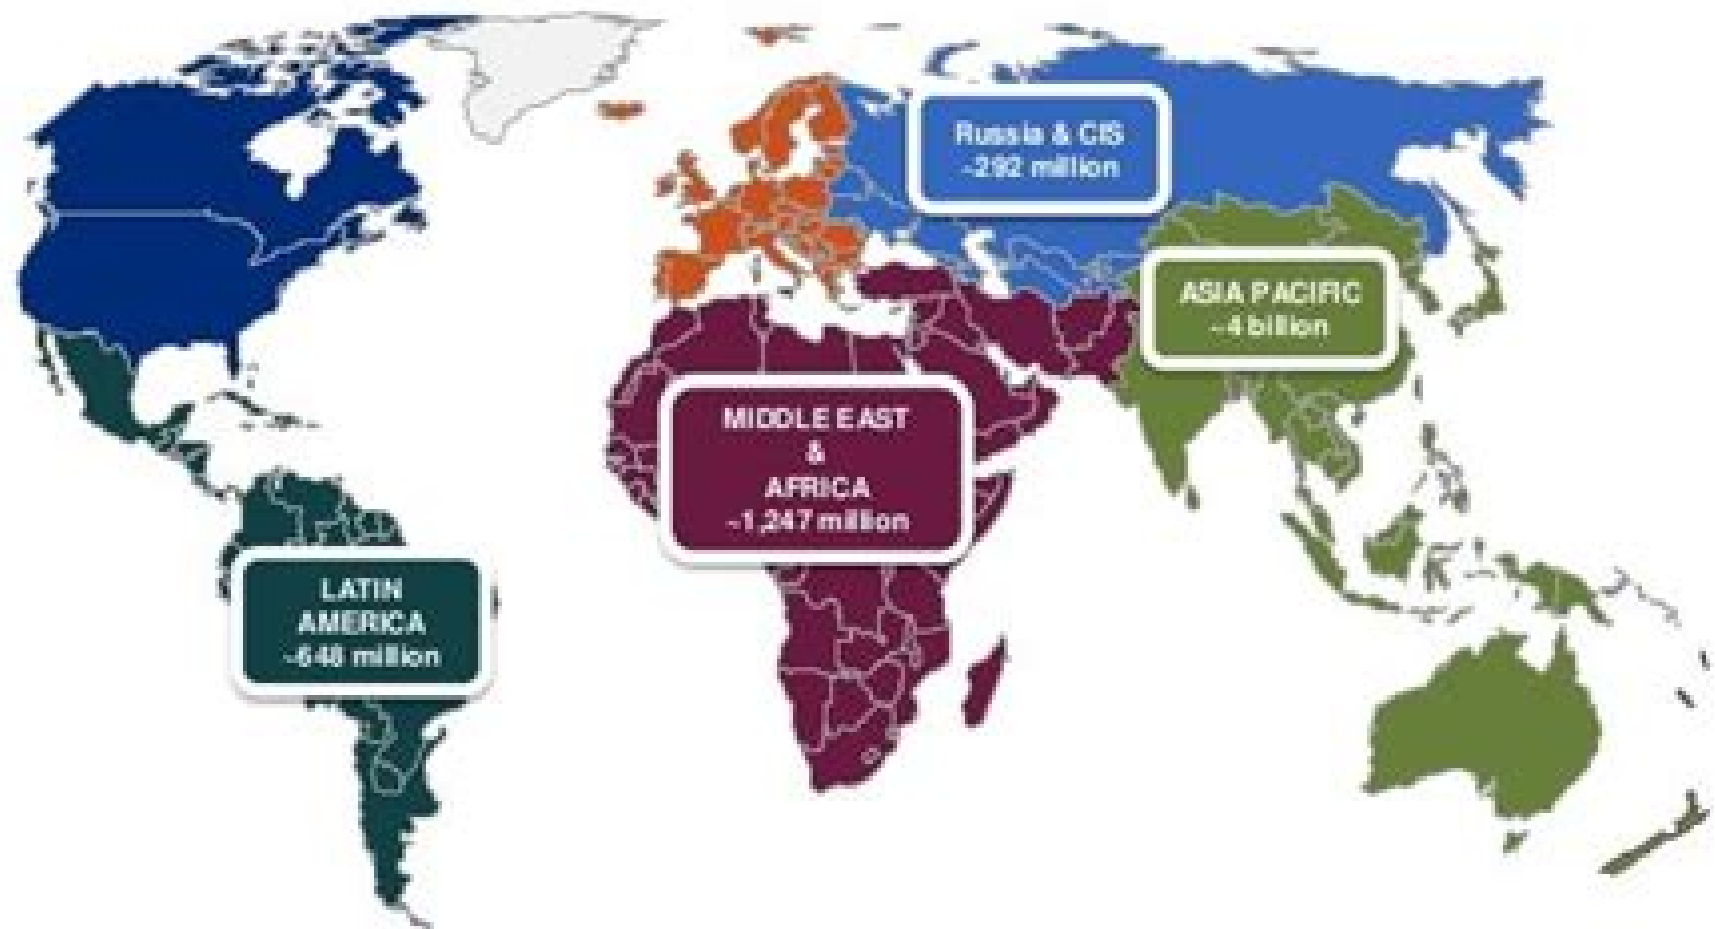 Russia & CIS
~292 million
ASIA PACIFIC
~4 billion
MIDDLE EAST
&
AFRICA
~1,247 million
LATIN
AMERICA
~648 million